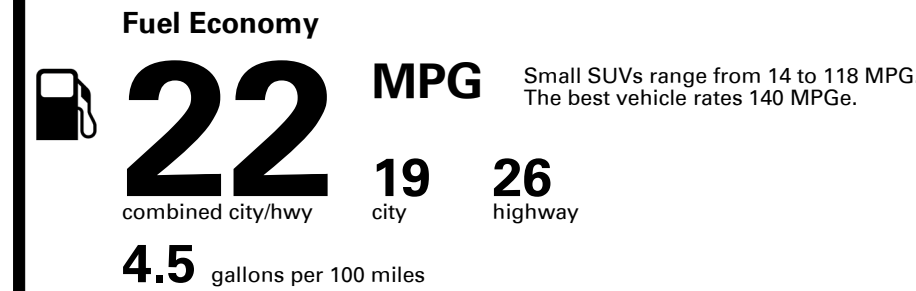 Fuel Economy
22 MPG
Small SUVs range from 14 to 118 MPG
The best vehicle rates 140 MPGe.
19 26
combined city/hwy city highway
4.5 gallons per 100 miles